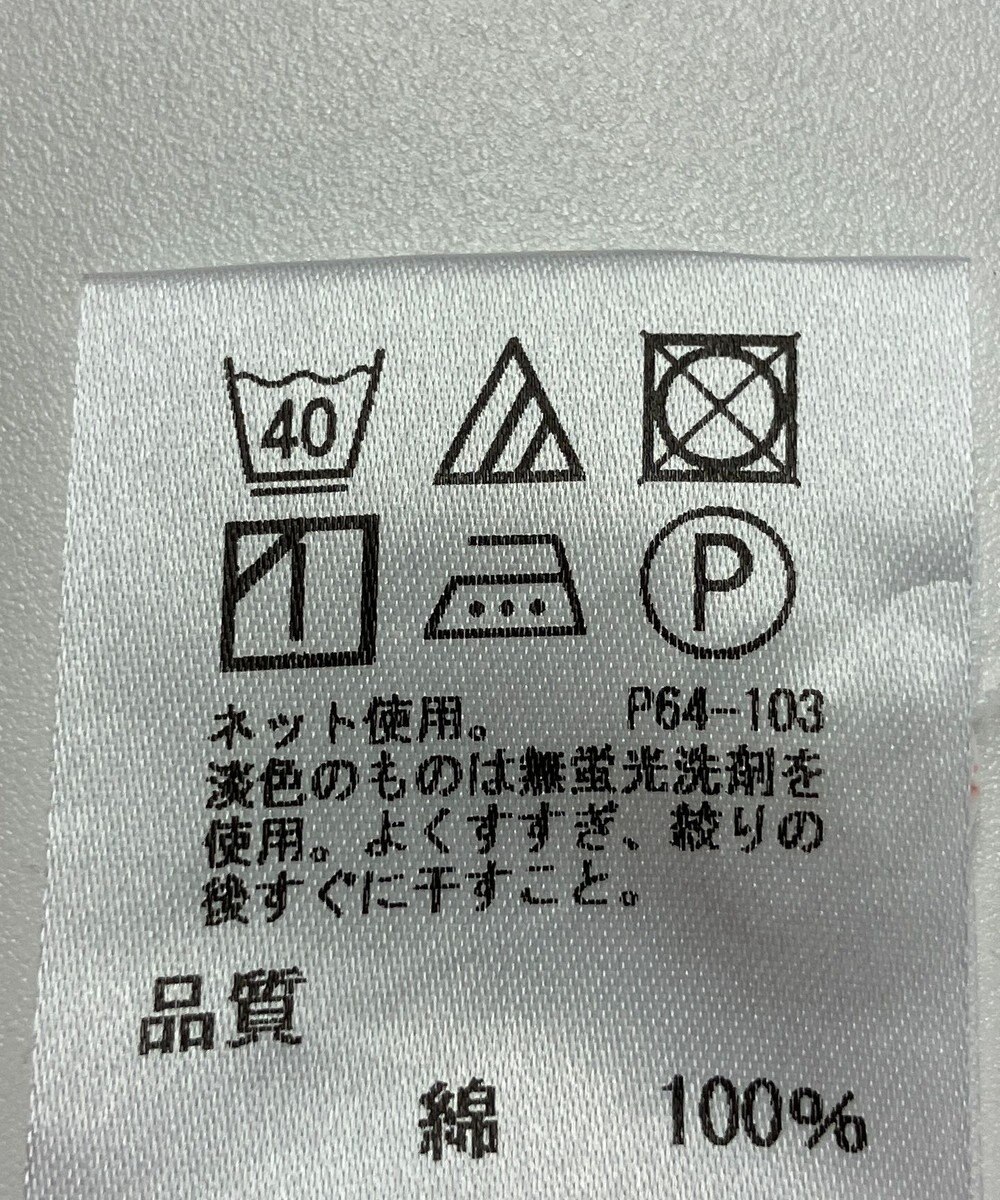 40
P
ネット使用。 P64-103
淡色のものは無蛍光洗剤を
使用。よくすすぎ、絞りの
後すぐに干すこと。
品質
綿 100%